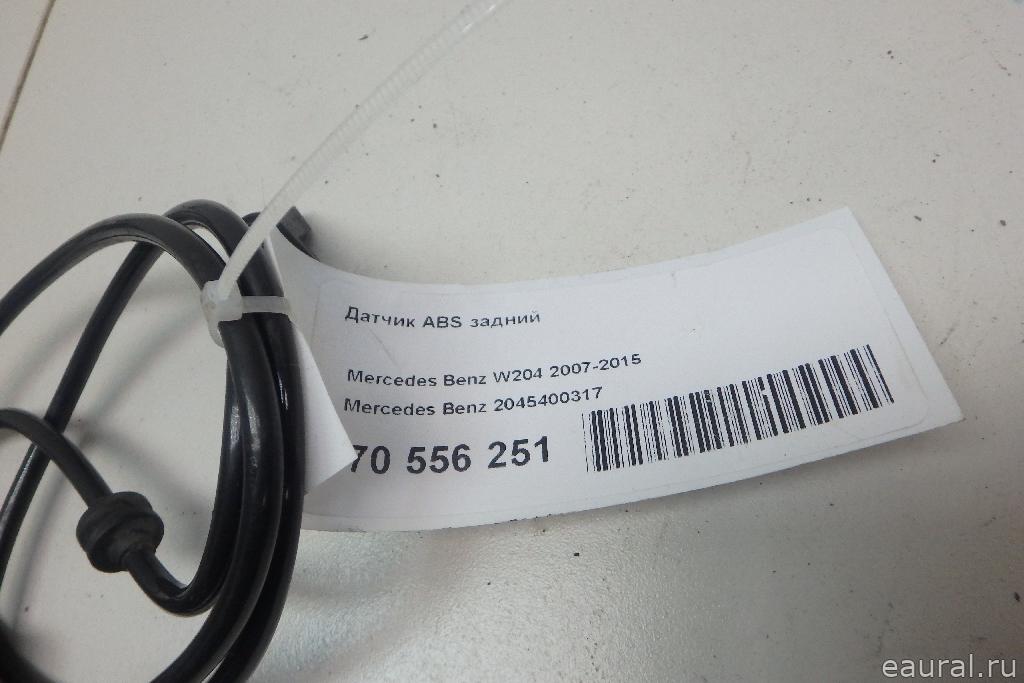 Датчик ABS задний
Mercedes Benz W204 2007-2015
Mercedes Benz 2045400317
70 556 251
eaural.ru